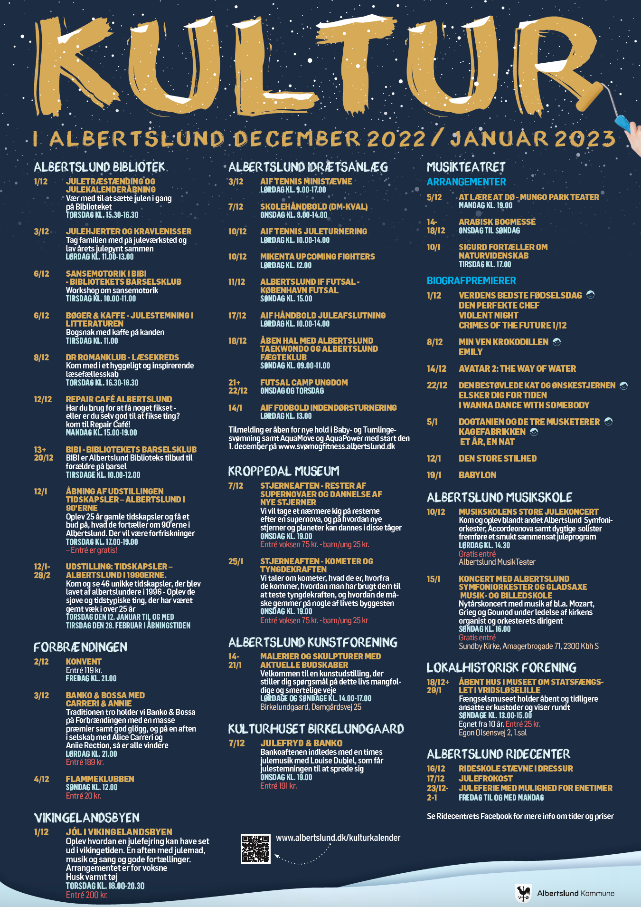 KULTUR
I ALBERTSLUND DECEMBER 2022 / JANUAR 2023
ALBERTSLUND BIBLIOTEK
1/12 JULETRÆSTÆNDING OG
JULEKALENDERÅBNING
Vær med til at sætte julen i gang
på Biblioteket
TORSDAG KL. 15.30-16.30
3/12 JULEHJERTER OG KRAVLENISSER
Tag familien med på juleværksted og
lav årets julepynt sammen
LØRDAG KL. 11.00-13.00
6/12 SANSEMOTORIK I BIBI
- BIBLIOTEKETS BARSELSKLUB
Workshop om sansemotorik
TIRSDAG KL. 10.00-11.00
6/12 BØGER & KAFFE - JULESTEMNING I
LITTERATUREN
Bogsnak med kaffe på kanden
TIRSDAG KL. 11.00
8/12 DR ROMANKLUB - LÆSEKREDS
Kom med i et hyggeligt og inspirerende
læsefællesskab
TORSDAG KL. 16.30-18.30
12/12 REPAIR CAFÉ ALBERTSLUND
Har du brug for at få noget fikset -
eller er du selv god til at fikse ting?
kom til Repair Café!
MANDAG KL. 15.00-19.00
13+ BIBI - BIBLIOTEKETS BARSELSKLUB
20/12 BIBI er Albertslund Biblioteks tilbud til
forældre på barsel
TIRSDAGE KL. 10.00-12.00
12/1 ÅBNING AF UDSTILLINGEN
TIDSKAPSLER – ALBERTSLUND I
90'ERNE
Oplev 25 år gamle tidskapsler og få et
bud på, hvad de fortæller om 90'erne i
Albertslund. Der vil være forfriskninger
TORSDAG KL. 17.00-19.00
– Entré er gratis!
12/1- UDSTILLING: TIDSKAPSLER –
28/2 ALBERTSLUND I 1990ERNE.
Kom og se 46 unikke tidskapsler, der blev
lavet af albertslundere i 1996 - Oplev de
sjove og tidstypiske ting, der har været
gemt væk i over 25 år
TORSDAG DEN 12. JANUAR TIL OG MED
TIRSDAG DEN 28. FEBRUAR I ÅBNINGSTIDEN
FORBRÆNDINGEN
2/12 KONVENT
Entré 119 kr.
FREDAG KL. 21.00
3/12 BANKO & BOSSA MED
CARRERI & ANNIE
Traditionen tro holder vi Banko & Bossa
på Forbrændingen med en masse
præmier samt god gløgg, og på en aften
i selskab med Alice Carreri og
Anlie Rection, så er alle vindere
LØRDAG KL. 21.00
Entré 189 kr.
4/12 FLAMMEKLUBBEN
SØNDAG KL. 12.00
Entré 20 kr.
VIKINGELANDSBYEN
1/12 JÓL I VIKINGELANDSBYEN
Oplev hvordan en julefejring kan have set
ud i vikingetiden. En aften med julemad,
musik og sang og gode fortællinger.
Arrangementet er for voksne
Husk varmt tøj
TORSDAG KL. 18.00-20.30
Entré 200 kr.
ALBERTSLUND IDRÆTSANLÆG
3/12 AIF TENNIS MINISTÆVNE
LØRDAG KL. 9.00-17.00
7/12 SKOLEHÅNDBOLD (DM-KVAL)
ONSDAG KL. 8.00-14.00
10/12 AIF TENNIS JULETURNERING
LØRDAG KL. 10.00-14.00
10/12 MIKENTA UPCOMING FIGHTERS
LØRDAG KL. 12.00
11/12 ALBERTSLUND IF FUTSAL -
KØBENHAVN FUTSAL
SØNDAG KL. 15.00
17/12 AIF HÅNDBOLD JULEAFSLUTNING
LØRDAG KL. 10.00-14.00
18/12 ÅBEN HAL MED ALBERTSLUND
TAEKWONDO OG ALBERTSLUND
FÆGTEKLUB
SØNDAG KL. 09.00-11.00
21+ FUTSAL CAMP UNGDOM
22/12 ONSDAG OG TORSDAG
14/1 AIF FODBOLD INDENDØRSTURNERING
LØRDAG KL. 13.00
Tilmelding er åben for nye hold i Baby- og Tumlinge-
svømning samt AquaMove og AquaPower med start den
1. december på www.svømogfitness.albertslund.dk
KROPPEDAL MUSEUM
7/12 STJERNEAFTEN - RESTER AF
SUPERNOVAER OG DANNELSE AF
NYE STJERNER
Vi vil tage et nærmere kig på resterne
efter en supernova, og på hvordan nye
stjerner og planeter kan dannes i disse tåger
ONSDAG KL. 19.00
Entré voksen 75 kr. - barn/ung 25 kr.
25/1 STJERNEAFTEN - KOMETER OG
TYNGDEKRAFTEN
Vi taler om kometer, hvad de er, hvorfra
de kommer, hvordan man har brugt dem til
at teste tyngdekraften, og hvordan de må-
ske gemmer på nogle af livets byggesten
ONSDAG KL. 19.00
Entré voksen 75 kr. - barn/ung 25 kr
ALBERTSLUND KUNSTFORENING
14- MALERIER OG SKULPTURER MED
21/1 AKTUELLE BUDSKABER
Velkommen til en kunstudstilling, der
stiller dig spørgsmål på dette livs mangfol-
dige og smertelige veje
LØRDAGE OG SØNDAGE KL. 14.00-17.00
Birkelundgaard, Damgårdsvej 25
KULTURHUSET BIRKELUNDGAARD
7/12 JULEFRYD & BANKO
Bankoaftenen indledes med en times
julemusik med Louise Dubiel, som får
julestemningen til at sprede sig
ONSDAG KL. 19.00
Entré 191 kr.
www.albertslund.dk/kulturkalender
MUSIKTEATRET
ARRANGEMENTER
5/12 AT LÆRE AT DØ - MUNGO PARK TEATER
MANDAG KL. 19.00
14- ARABISK BOGMESSE
18/12 ONSDAG TIL SØNDAG
10/1 SIGURD FORTÆLLER OM
NATURVIDENSKAB
TIRSDAG KL. 17.00
BIOGRAFPREMIERER
1/12 VERDENS BEDSTE FØDSELSDAG
DEN PERFEKTE CHEF
VIOLENT NIGHT
CRIMES OF THE FUTURE 1/12
8/12 MIN VEN KROKODILLEN
EMILY
14/12 AVATAR 2: THE WAY OF WATER
22/12 DEN BESTØVLEDE KAT OG ØNSKESTJERNEN
ELSKER DIG FOR TIDEN
I WANNA DANCE WITH SOMEBODY
5/1 DOGTANIEN OG DE TRE MUSKETERER
KAGEFABRIKKEN
ET ÅR, EN NAT
12/1 DEN STORE STILHED
19/1 BABYLON
ALBERTSLUND MUSIKSKOLE
10/12 MUSIKSKOLENS STORE JULEKONCERT
Kom og oplev blandt andet Albertslund Symfoni-
orkester, Accordeonova samt dygtige solister
fremføre et smukt sammensat juleprogram
LØRDAG KL. 14.30
Gratis entré
Albertslund MusikTeater
15/1 KONCERT MED ALBERTSLUND
SYMFONIORKESTER OG GLADSAXE
MUSIK- OG BILLEDSKOLE
Nytårskoncert med musik af bl.a. Mozart,
Grieg og Gounod under ledelse af kirkens
organist og orkesterets dirigent
SØNDAG KL. 16.00
Gratis entré
Sundby Kirke, Amagerbrogade 71, 2300 Kbh S
LOKALHISTORISK FORENING
18/12+ ÅBENT HUS I MUSEET OM STATSFÆNGS-
29/1 LET I VRIDSLØSELILLE
Fængselsmuseet holder åbent og tidligere
ansatte er kustoder og viser rundt
SØNDAGE KL. 13.00-15.00
Egnet fra 10 år. Entré 25 kr.
Egon Olsensvej 2, 1.sal
ALBERTSLUND RIDECENTER
16/12 RIDESKOLE STÆVNE I DRESSUR
17/12 JULEFROKOST
23/12- JULEFERIE MED MULIGHED FOR ENETIMER
2-1 FREDAG TIL OG MED MANDAG
Se Ridecentrets Facebook for mere info om tider og priser
Albertslund Kommune